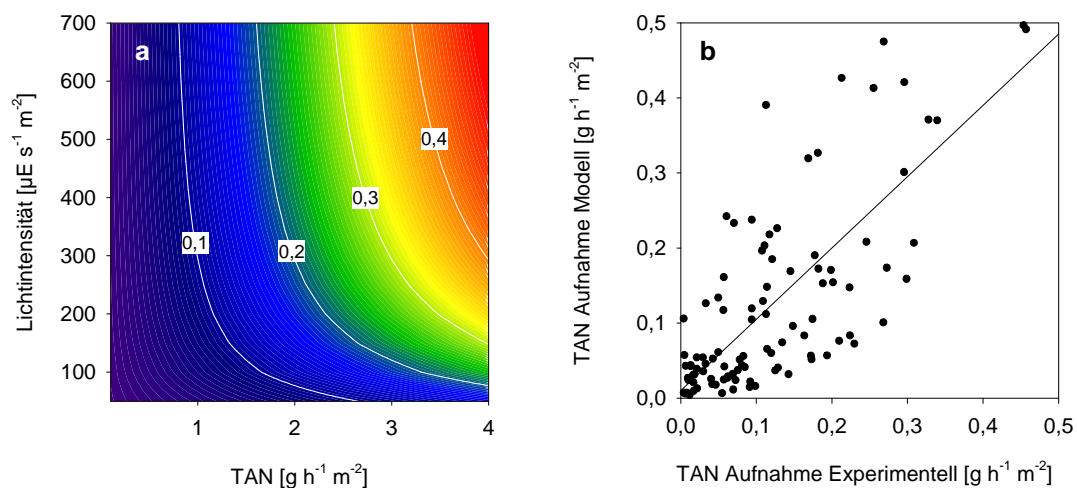 a
700
600
500
400
300
200
100
Lichtintensität [µE s⁻¹ m⁻²]
0,1
0,2
0,3
0,4
1 2 3 4
TAN [g h⁻¹ m⁻²]
b
0,5
0,4
0,3
0,2
0,1
0,0
TAN Aufnahme Modell [g h⁻¹ m⁻²]
0,0 0,1 0,2 0,3 0,3 0,5
TAN Aufnahme Experimentell [g h⁻¹ m⁻²]